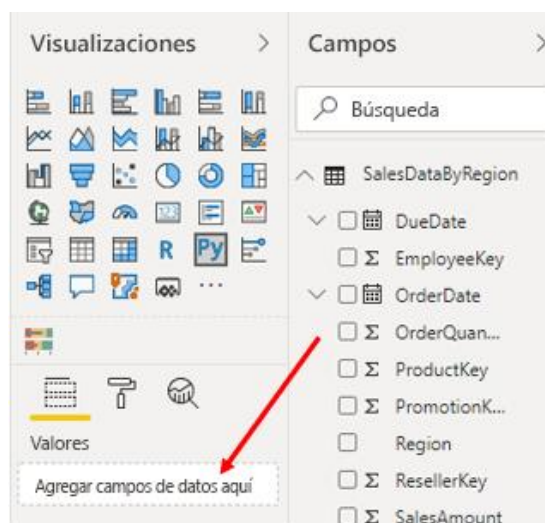 Visualizaciones
Campos
Búsqueda
SalesDataByRegion
DueDate
Σ EmployeeKey
OrderDate
Σ OrderQuan...
Σ ProductKey
Σ PromotionK...
Region
Σ ResellerKey
Σ SalesAmount
123
R
Py
...
Valores
Agregar campos de datos aquí